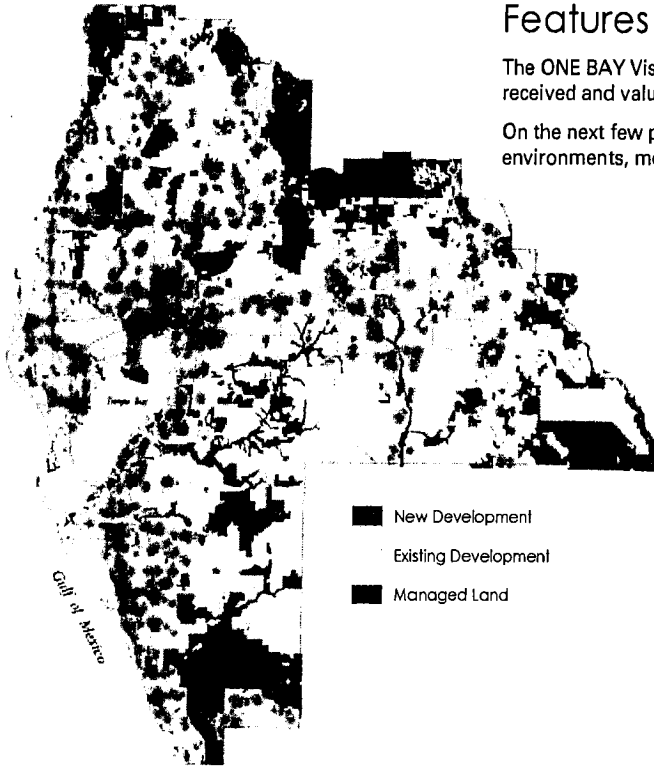 Features
The ONE BAY Vis
received and valu
On the next few p
environments, m
Tampa Bay
New Development
Existing Development
Managed Land
Gulf of Mexico